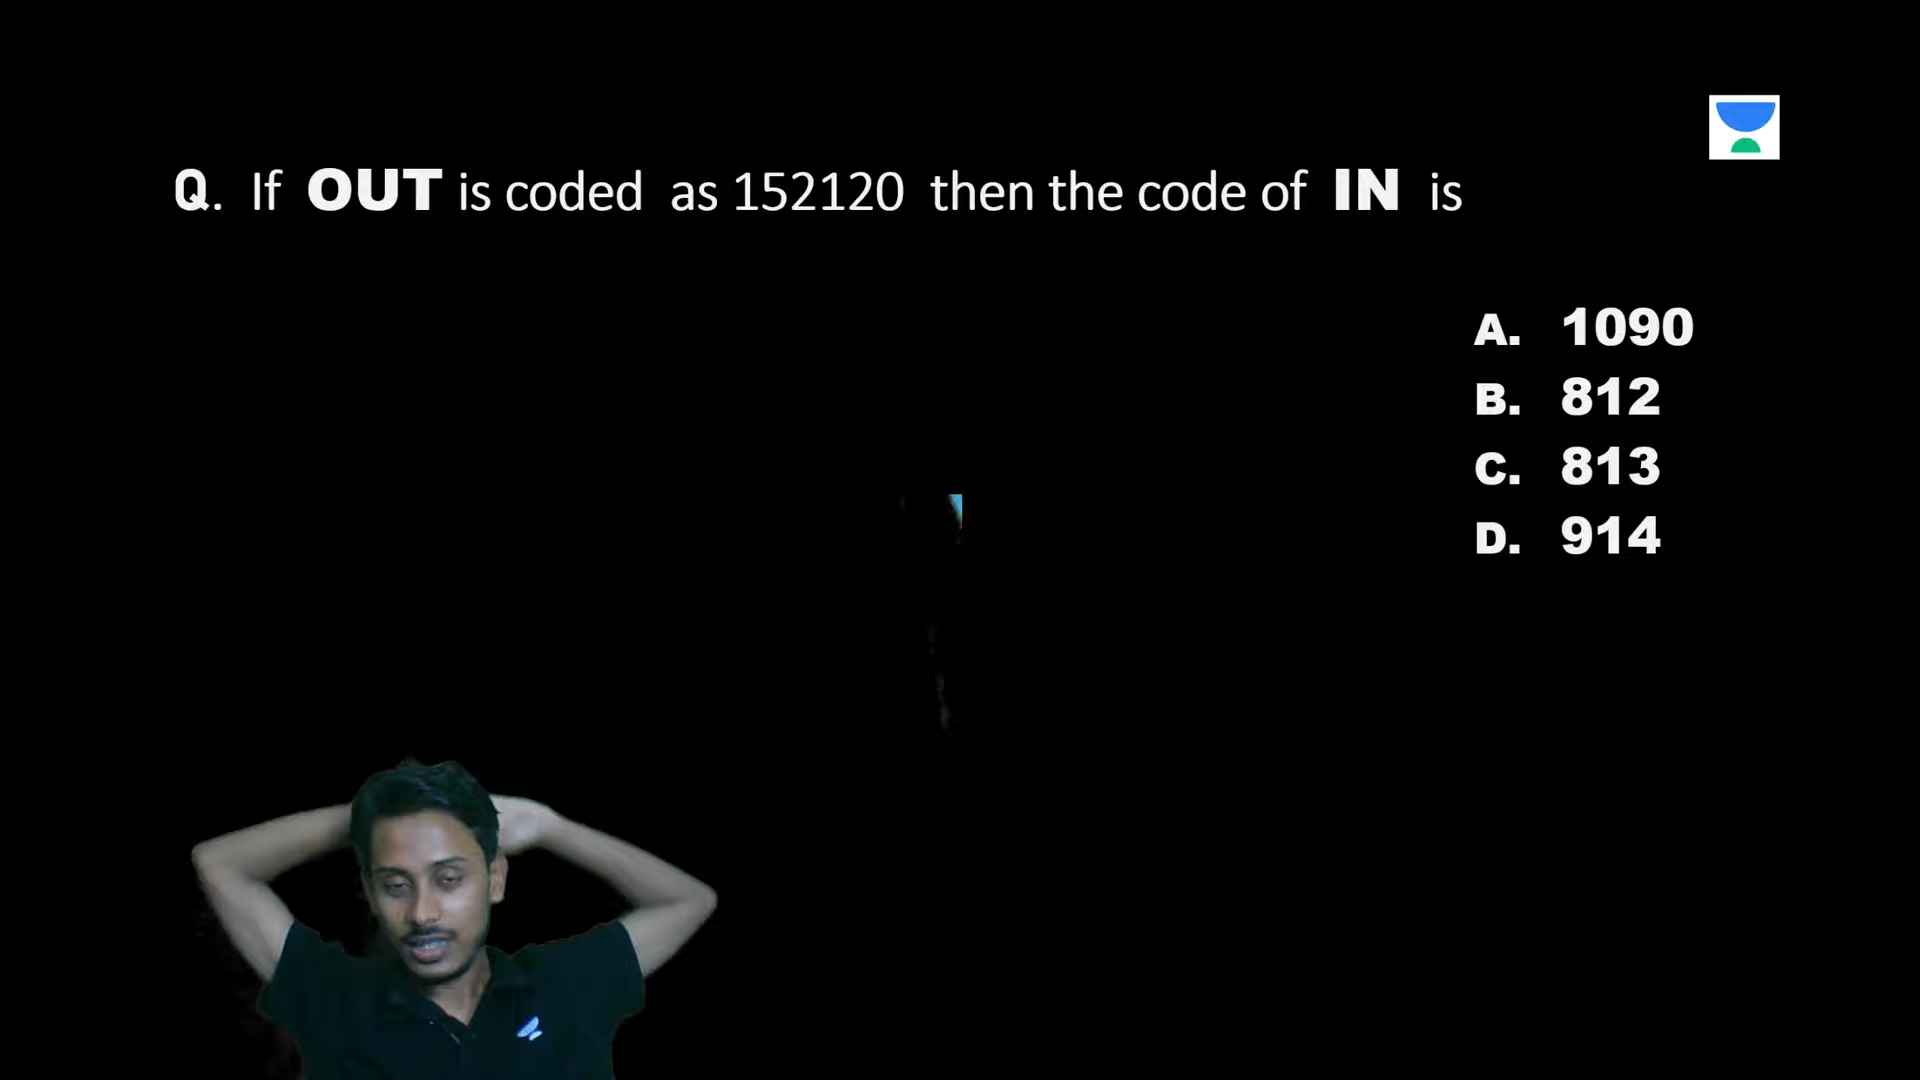 Q. If OUT is coded as 152120 then the code of IN is
A. 1090
B. 812
C. 813
D. 914